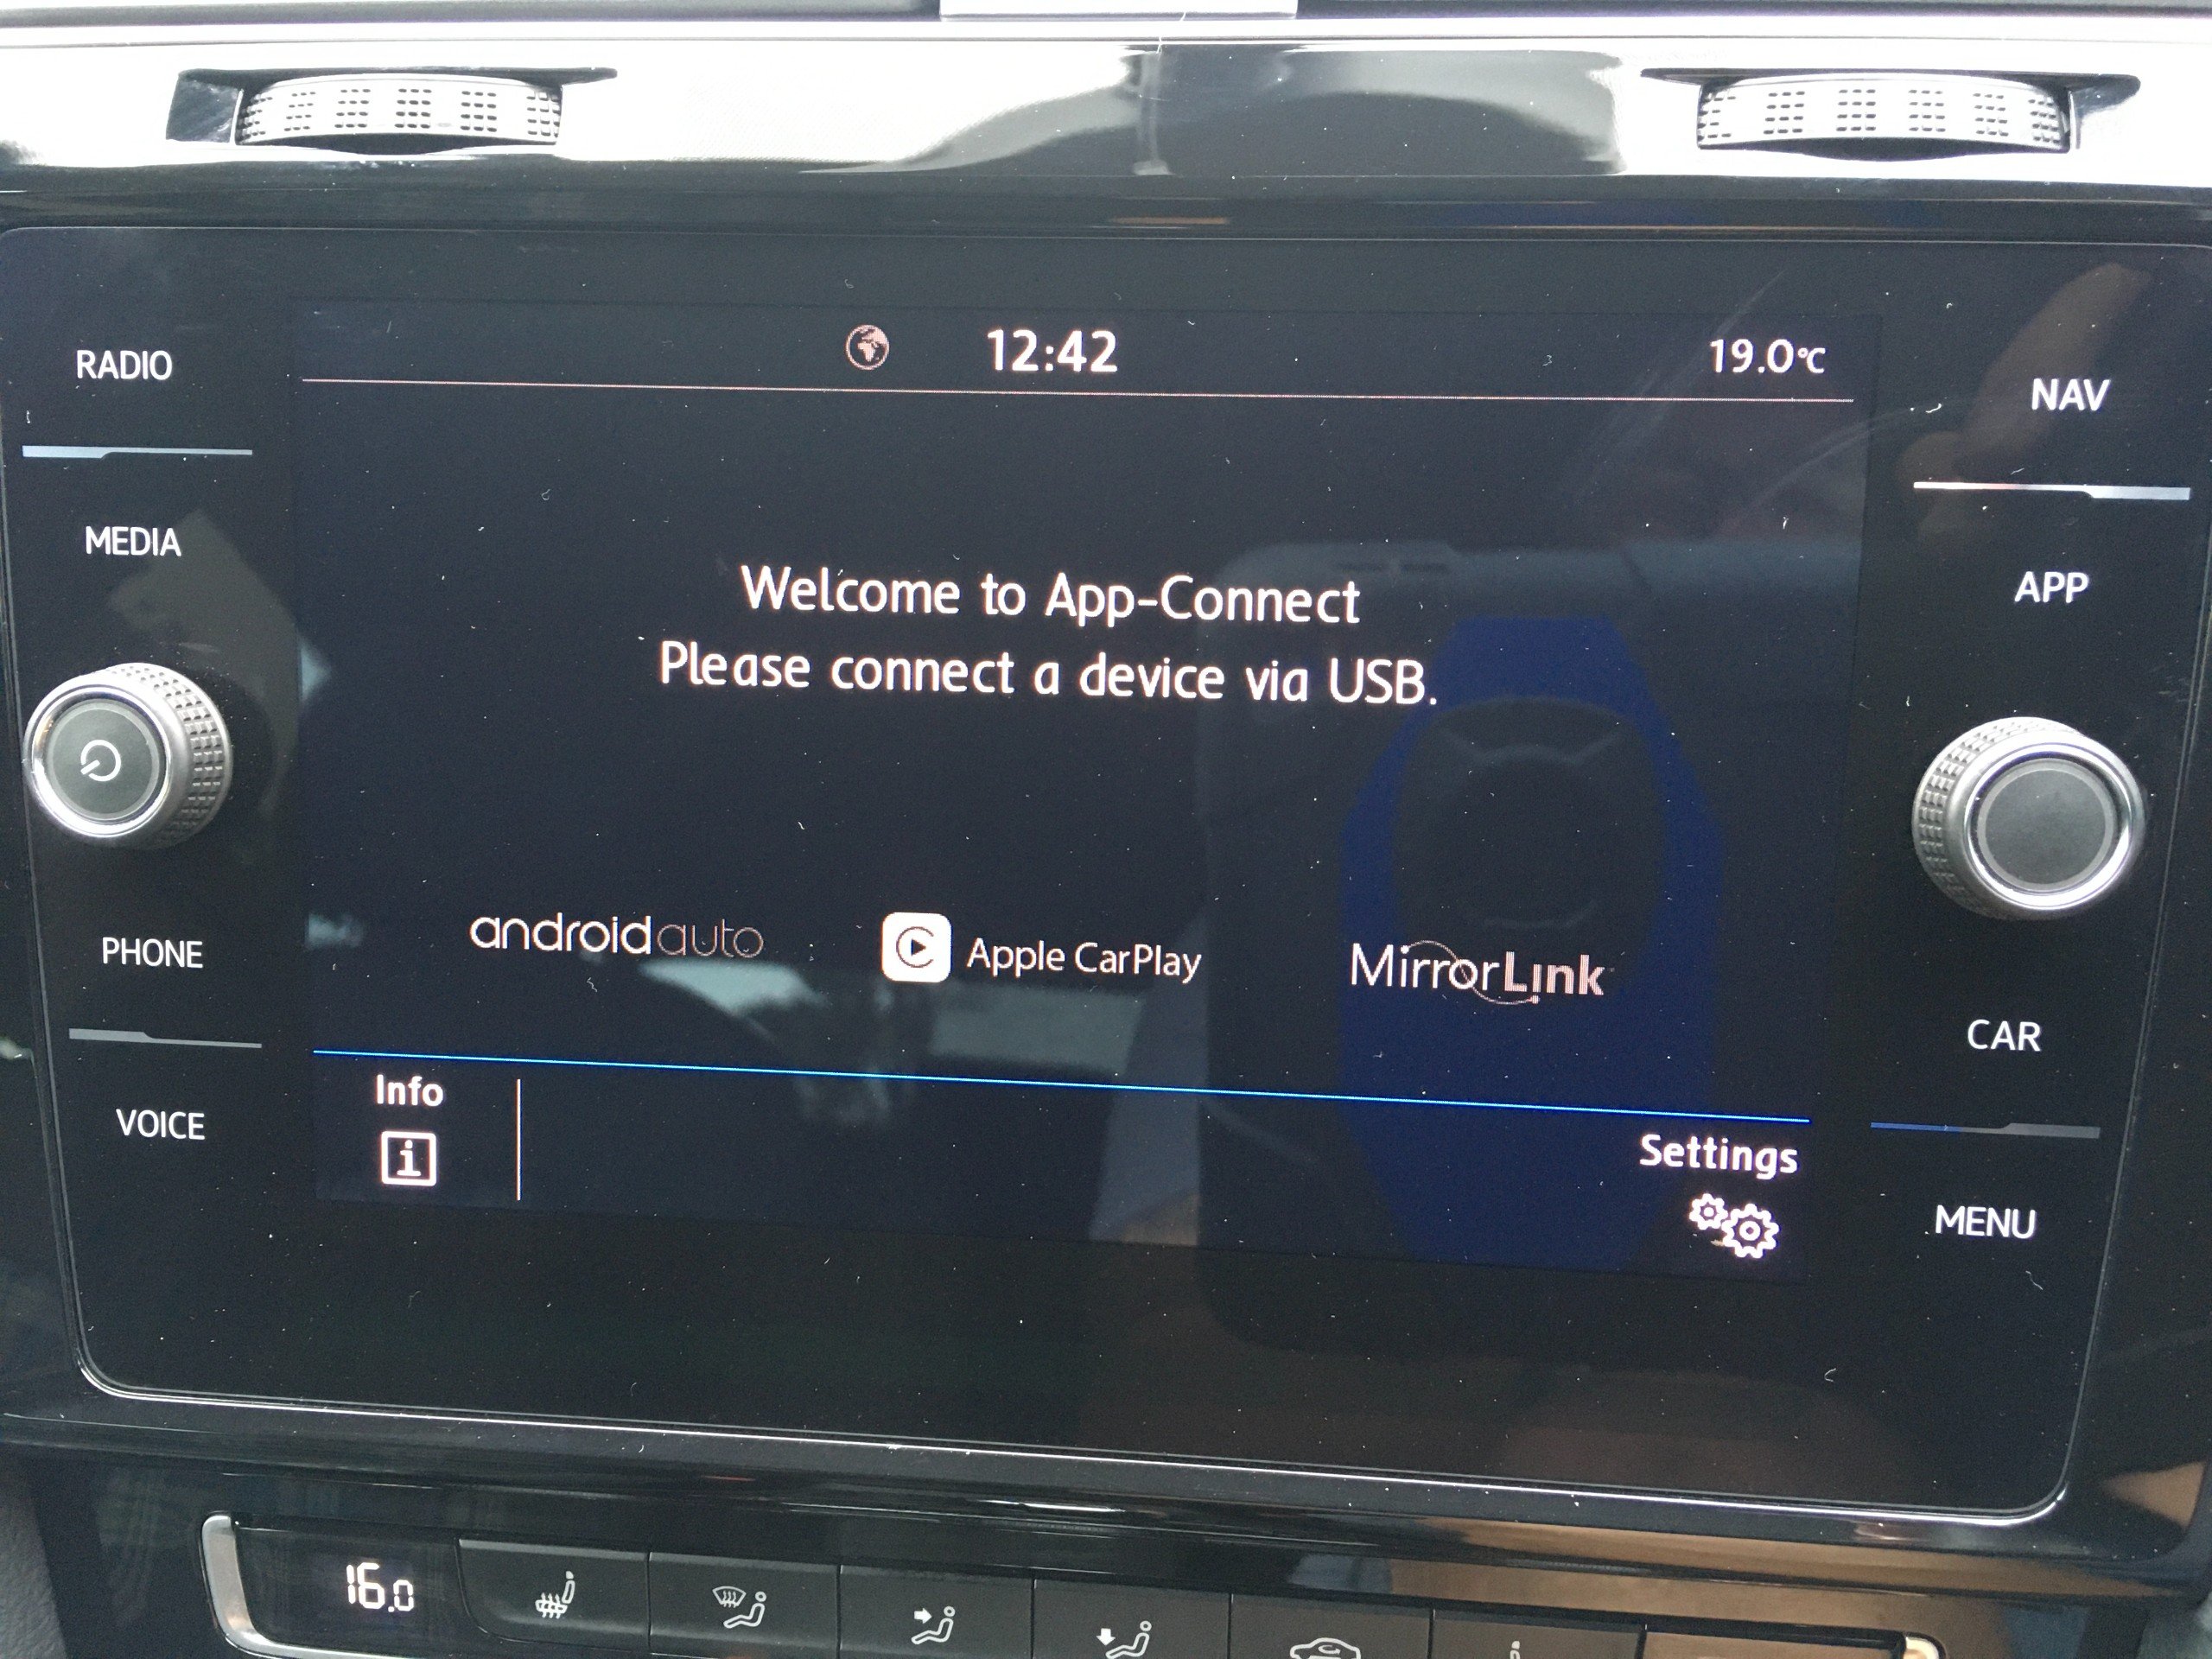 12:42
19.0°C
RADIO
NAV
MEDIA
APP
Welcome to App-Connect
Please connect a device via USB.
androidauto
Apple CarPlay
MirrorLink
PHONE
CAR
Info
VOICE
Settings
MENU
16.0